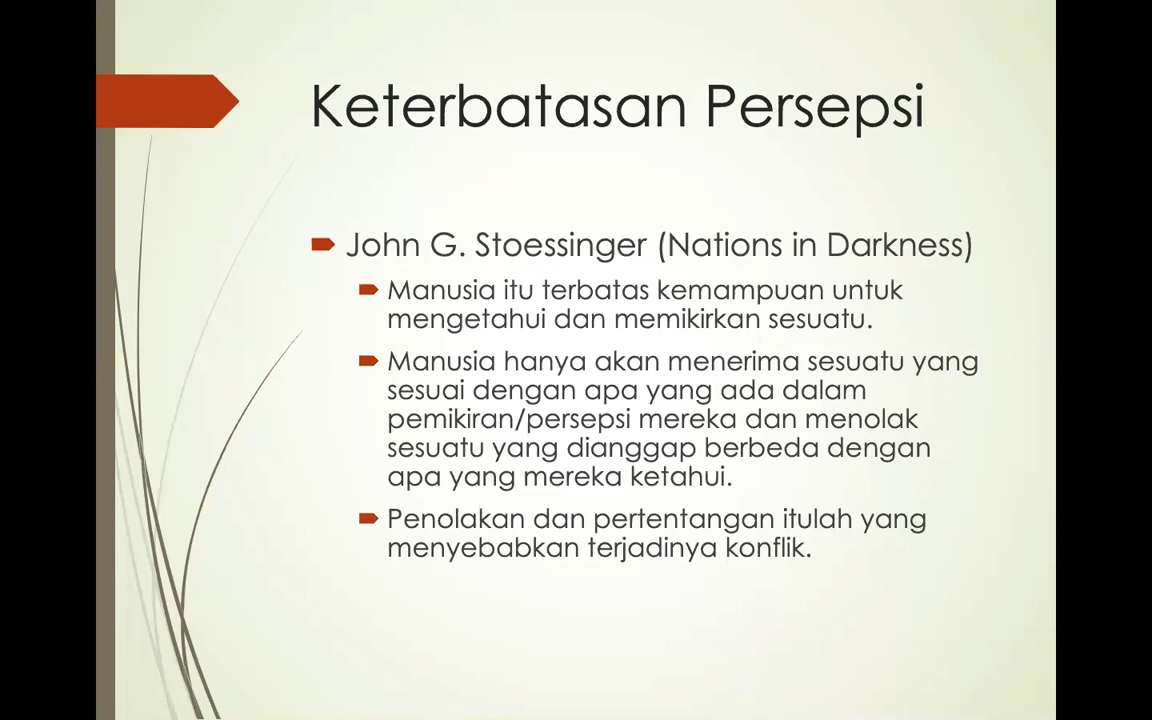 Keterbatasan Persepsi
John G. Stoessinger (Nations in Darkness)
Manusia itu terbatas kemampuan untuk
mengetahui dan memikirkan sesuatu.
Manusia hanya akan menerima sesuatu yang
sesuai dengan apa yang ada dalam
pemikiran/persepsi mereka dan menolak
sesuatu yang dianggap berbeda dengan
apa yang mereka ketahui.
Penolakan dan pertentangan itulah yang
menyebabkan terjadinya konflik.